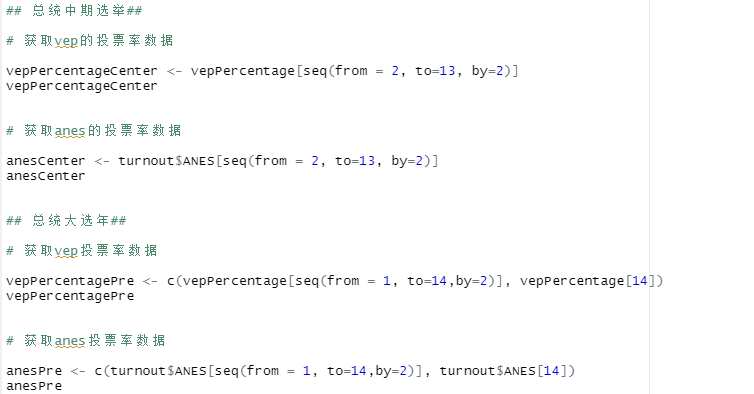 ## 总统中期选举##
# 获取vep的投票率数据
vepPercentageCenter <- vepPercentage[seq(from = 2, to=13, by=2)]
vepPercentageCenter
# 获取anes的投票率数据
anesCenter <- turnout$ANES[seq(from = 2, to=13, by=2)]
anesCenter
## 总统大选年##
# 获取vep投票率数据
vepPercentagePre <- c(vepPercentage[seq(from = 1, to=14,by=2)], vepPercentage[14])
vepPercentagePre
# 获取anes投票率数据
anesPre <- c(turnout$ANES[seq(from = 1, to=14,by=2)], turnout$ANES[14])
anesPre